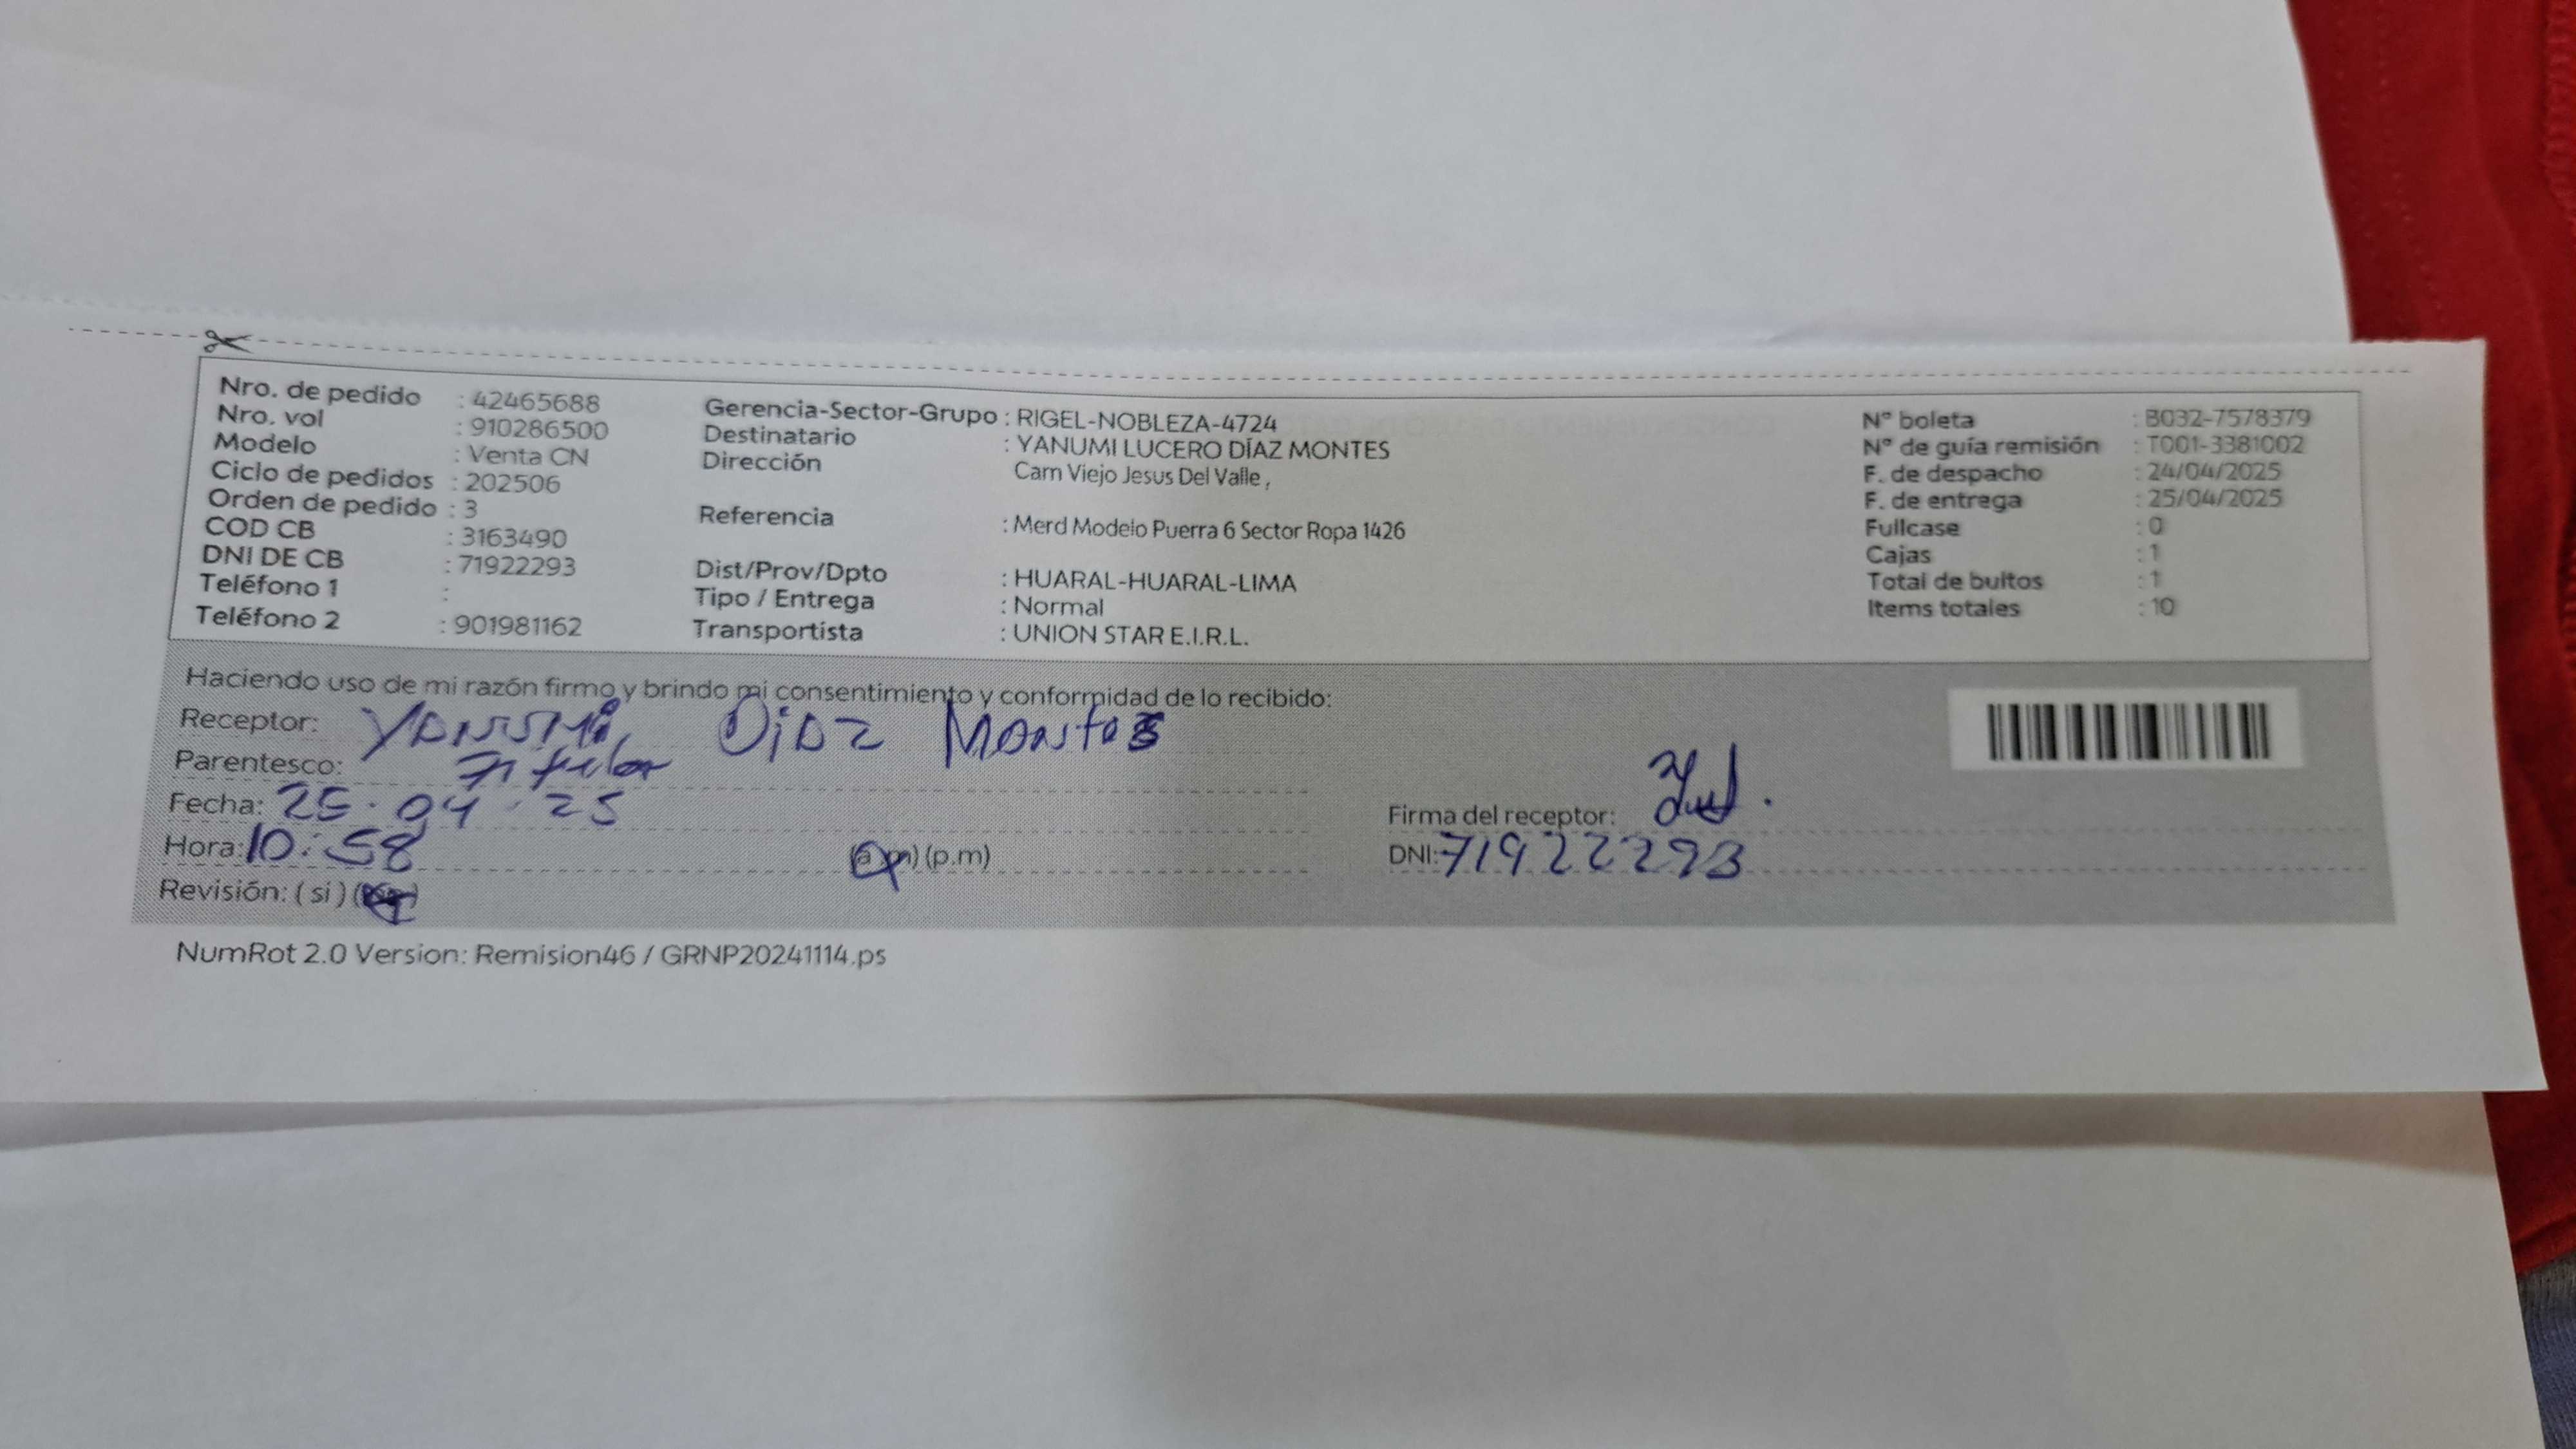 Nro. de pedido : 42465688
Nro. vol : 910286500
Modelo : Venta CN
Ciclo de pedidos : 202506
Orden de pedido : 3
COD CB : 3163490
DNI DE CB : 71922293
Teléfono 1 :
Teléfono 2 : 901981162
Gerencia-Sector-Grupo : RIGEL-NOBLEZA-4724
Destinatario : YANUMI LUCERO DÍAZ MONTES
Dirección Cam Viejo Jesus Del Valle ,
Referencia : Merd Modelo Puerra 6 Sector Ropa 1426
Dist/Prov/Dpto : HUARAL-HUARAL-LIMA
Tipo / Entrega : Normal
Transportista : UNION STAR E.I.R.L.
N° boleta : B032-7578379
N° de guía remisión : T001-3381002
F. de despacho : 24/04/2025
F. de entrega : 25/04/2025
Fullcase : 0
Cajas : 1
Total de bultos : 1
Items totales : 10
Haciendo uso de mi razón firmo y brindo mi consentimiento y conformidad de lo recibido:
Receptor: YANUMi DiAz MONtes
Parentesco: Titular
Fecha: 25.04.25
Hora: 10:58 (a.m) (p.m)
Revisión: ( si )
Firma del receptor:
DNI: 71922293
NumRot 2.0 Version: Remision46 / GRNP20241114.ps